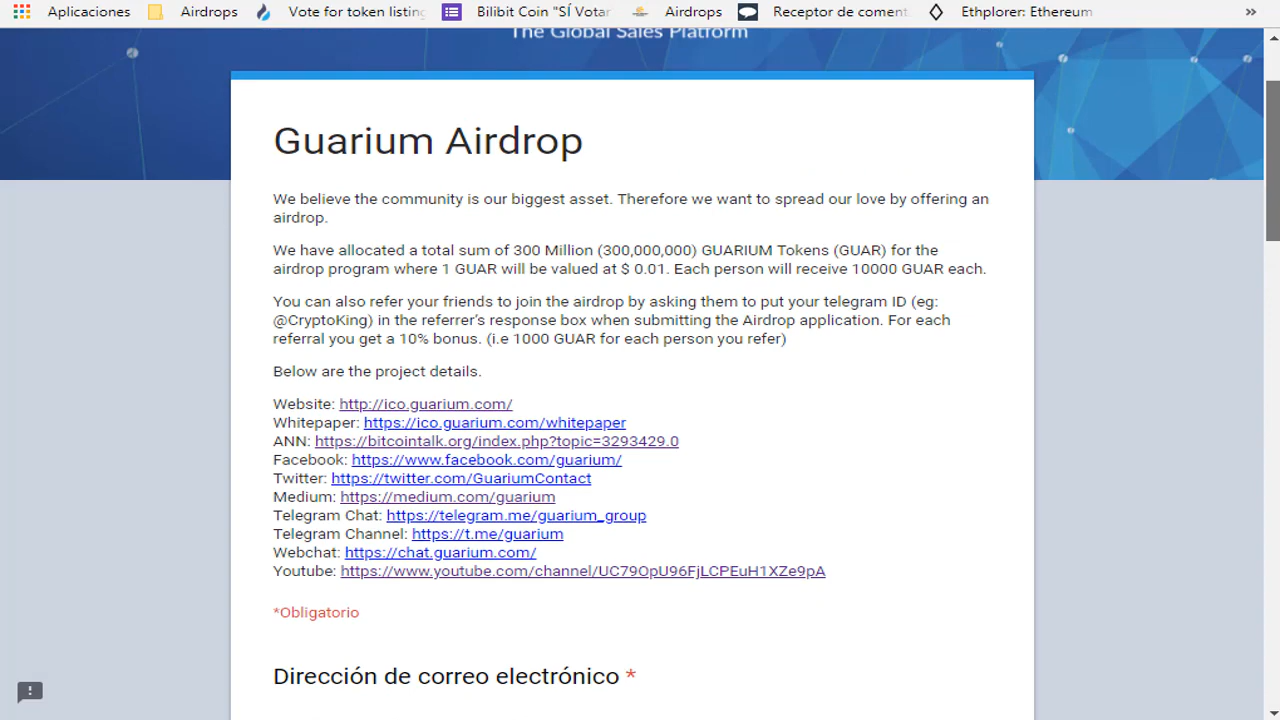 Aplicaciones Airdrops Vote for token listing Bilibit Coin "SÍ Votar Airdrops Receptor de coment Ethplorer: Ethereum »
The Global Sales Platform
Guarium Airdrop
We believe the community is our biggest asset. Therefore we want to spread our love by offering an
airdrop.
We have allocated a total sum of 300 Million (300,000,000) GUARIUM Tokens (GUAR) for the
airdrop program where 1 GUAR will be valued at $ 0.01. Each person will receive 10000 GUAR each.
You can also refer your friends to join the airdrop by asking them to put your telegram ID (eg:
@CryptoKing) in the referrer's response box when submitting the Airdrop application. For each
referral you get a 10% bonus. (i.e 1000 GUAR for each person you refer)
Below are the project details.
Website: http://ico.guarium.com/
Whitepaper: https://ico.guarium.com/whitepaper
ANN: https://bitcointalk.org/index.php?topic=3293429.0
Facebook: https://www.facebook.com/guarium/
Twitter: https://twitter.com/GuariumContact
Medium: https://medium.com/guarium
Telegram Chat: https://telegram.me/guarium_group
Telegram Channel: https://t.me/guarium
Webchat: https://chat.guarium.com/
Youtube: https://www.youtube.com/channel/UC79OpU96FjLCPEuH1XZe9pA
*Obligatorio
Dirección de correo electrónico *